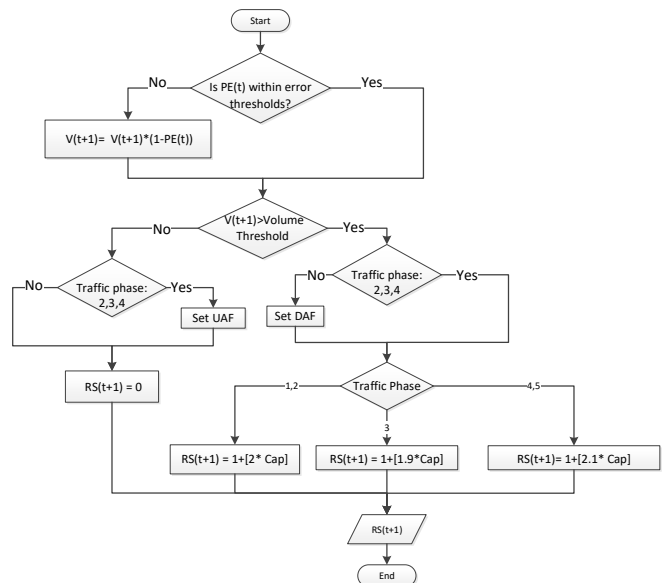 Start
Is PE(t) within error
thresholds?
No
Yes
V(t+1)= V(t+1)*(1-PE(t))
V(t+1)>Volume
Threshold
No
Yes
Traffic phase:
2,3,4
No
Yes
Set UAF
Traffic phase:
2,3,4
No
Yes
Set DAF
RS(t+1) = 0
Traffic Phase
1,2
3
4,5
RS(t+1) = 1+[2* Cap]
RS(t+1) = 1+[1.9*Cap]
RS(t+1)= 1+[2.1* Cap]
RS(t+1)
End